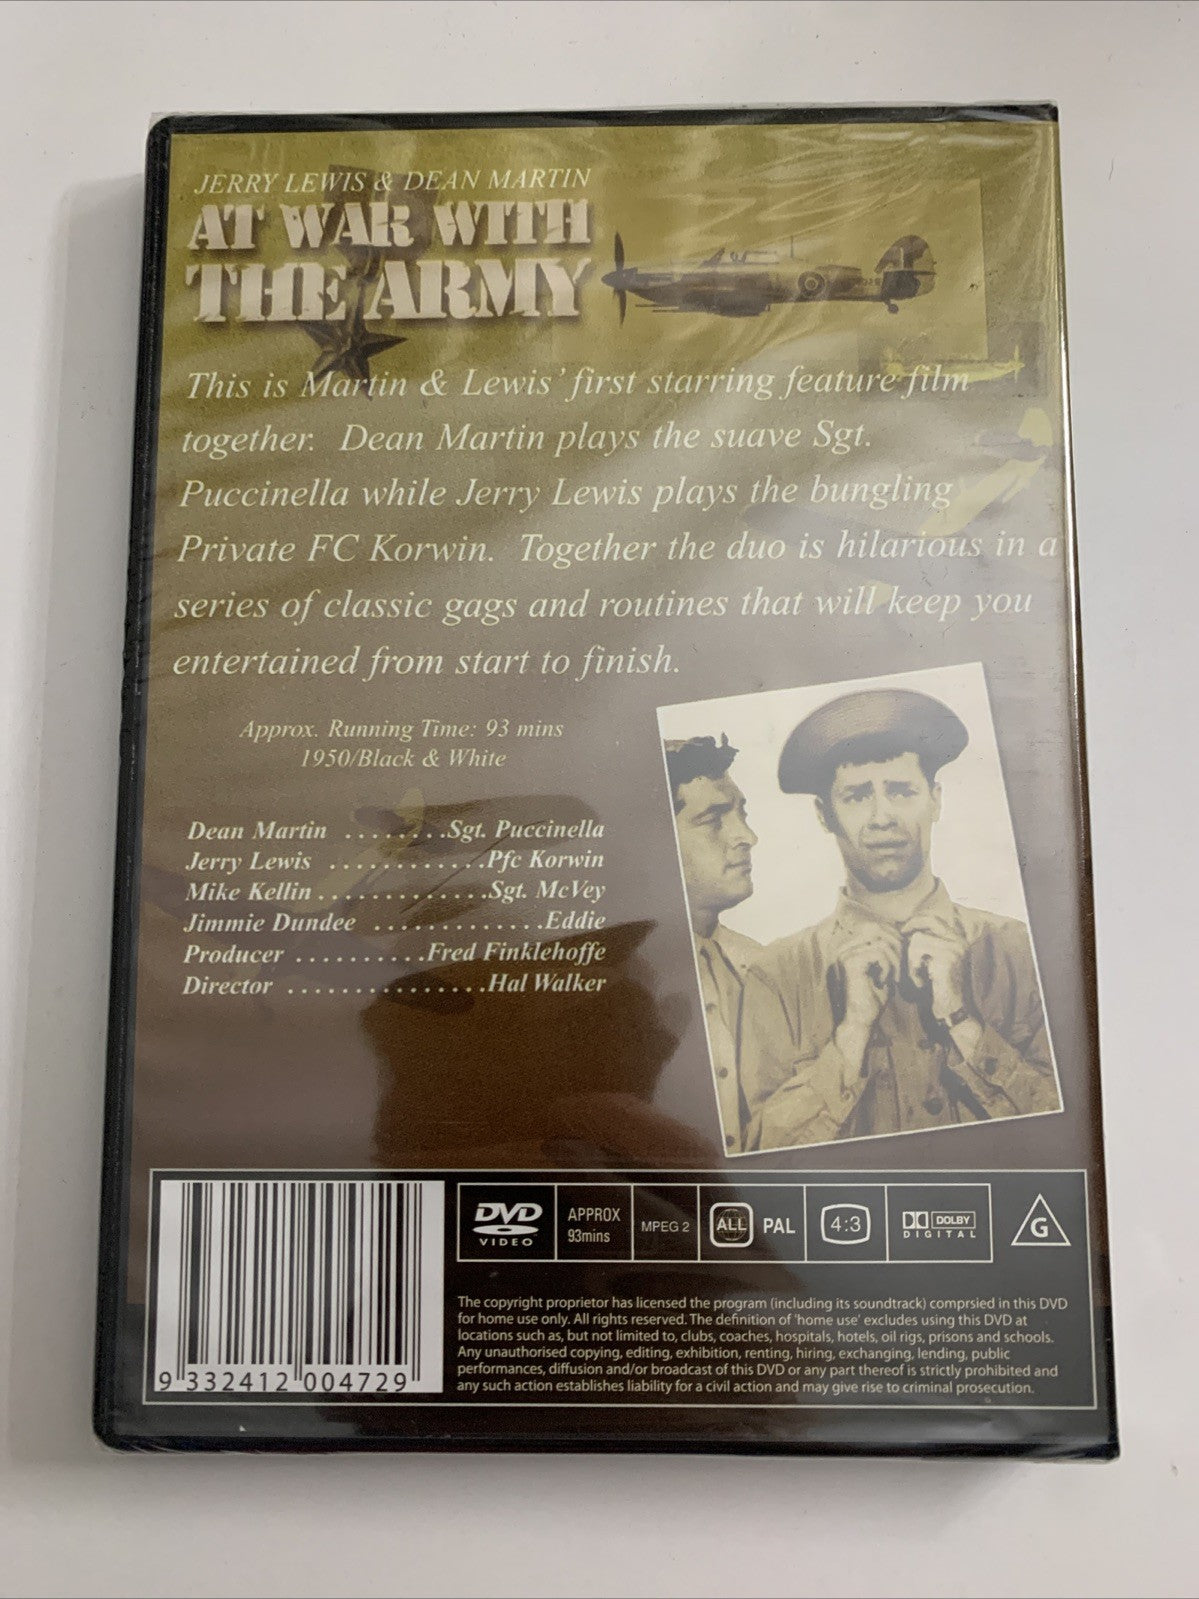 JERRY LEWIS & DEAN MARTIN
AT WAR WITH
THE ARMY
This is Martin & Lewis' first starring feature film
together. Dean Martin plays the suave Sgt.
Puccinella while Jerry Lewis plays the bungling
Private FC Korwin. Together the duo is hilarious in a
series of classic gags and routines that will keep you
entertained from start to finish.
Approx. Running Time: 93 mins
1950/Black & White
Dean Martin ........Sgt. Puccinella
Jerry Lewis ............Pfc Korwin
Mike Kellin.............Sgt. McVey
Jimmie Dundee .............Eddie
Producer ..........Fred Finklehoffe
Director ...............Hal Walker
DVD VIDEO
APPROX
93mins
MPEG 2
ALL PAL
4:3
DOLBY
DIGITAL
G
The copyright proprietor has licensed the program (including its soundtrack) comprsied in this DVD
for home use only. All rights reserved. The definition of 'home use' excludes using this DVD at
locations such as, but not limited to, clubs, coaches, hospitals, hotels, oil rigs, prisons and schools.
Any unauthorised copying, editing, exhibition, renting, hiring, exchanging, lending, public
performances, diffusion and/or broadcast of this DVD or any part thereof is strictly prohibited and
any such action establishes liability for a civil action and may give rise to criminal prosecution.
9 332412 004729